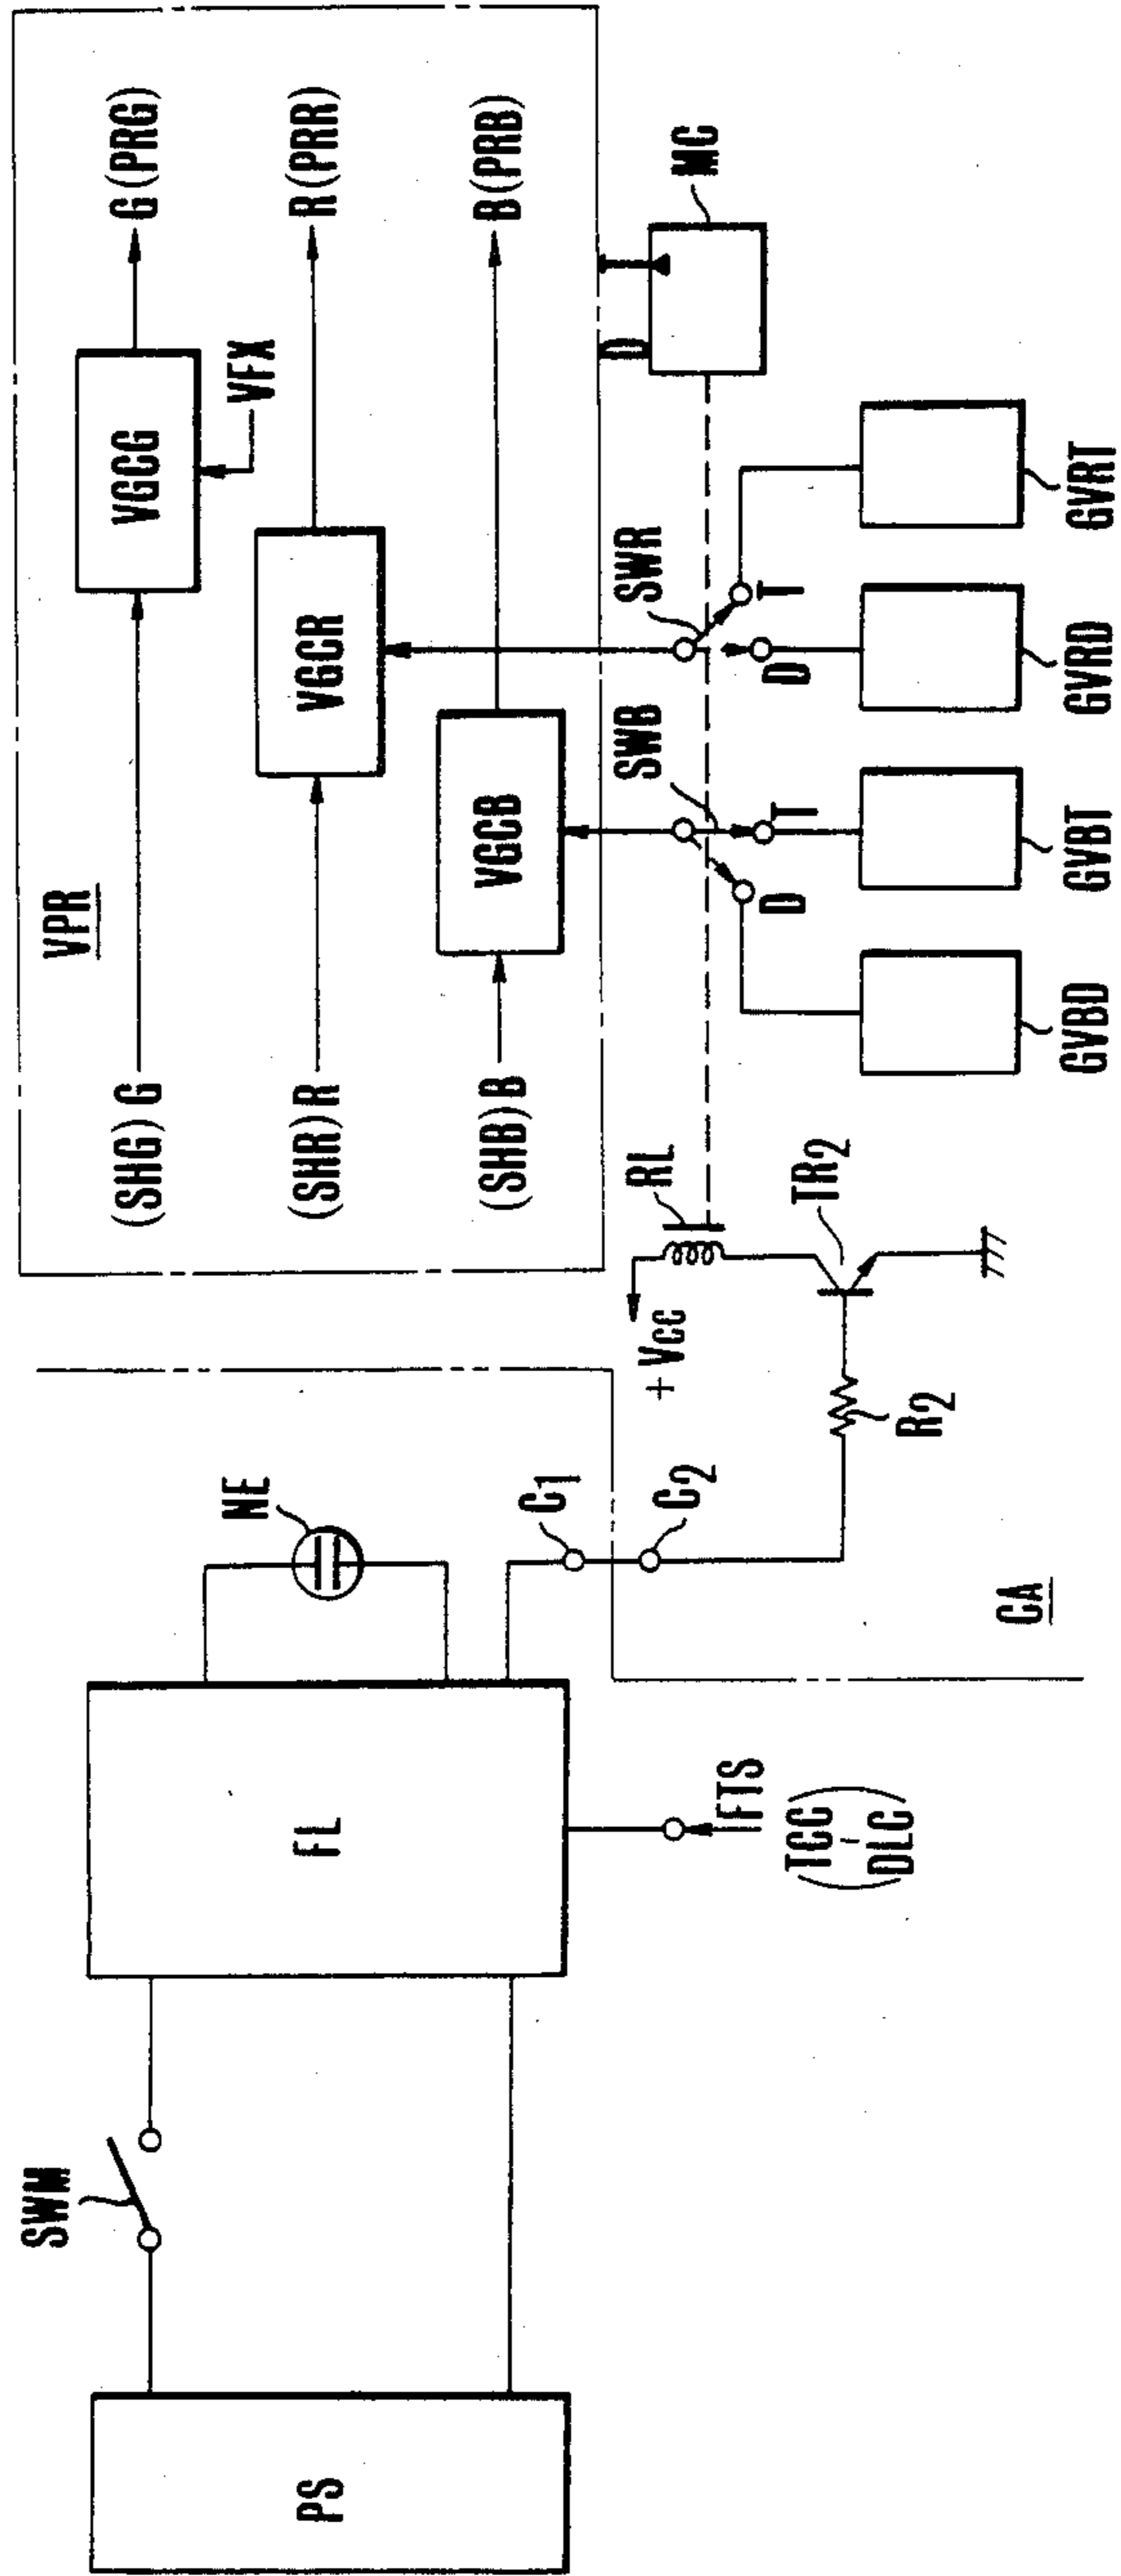 VPR
(SHG) G
VGCG
G (PRG)
VFX
(SHR) R
VGCR
R (PRR)
(SHB) B
VGCB
B (PRB)
D
T
MC
SWB
SWR
D
T
D
T
GVBD
GVBT
GVRD
GVRT
RL
+ Vcc
TR2
R2
NE
C1
C2
CA
SWM
PS
FL
FTS
(TCC - DLC)